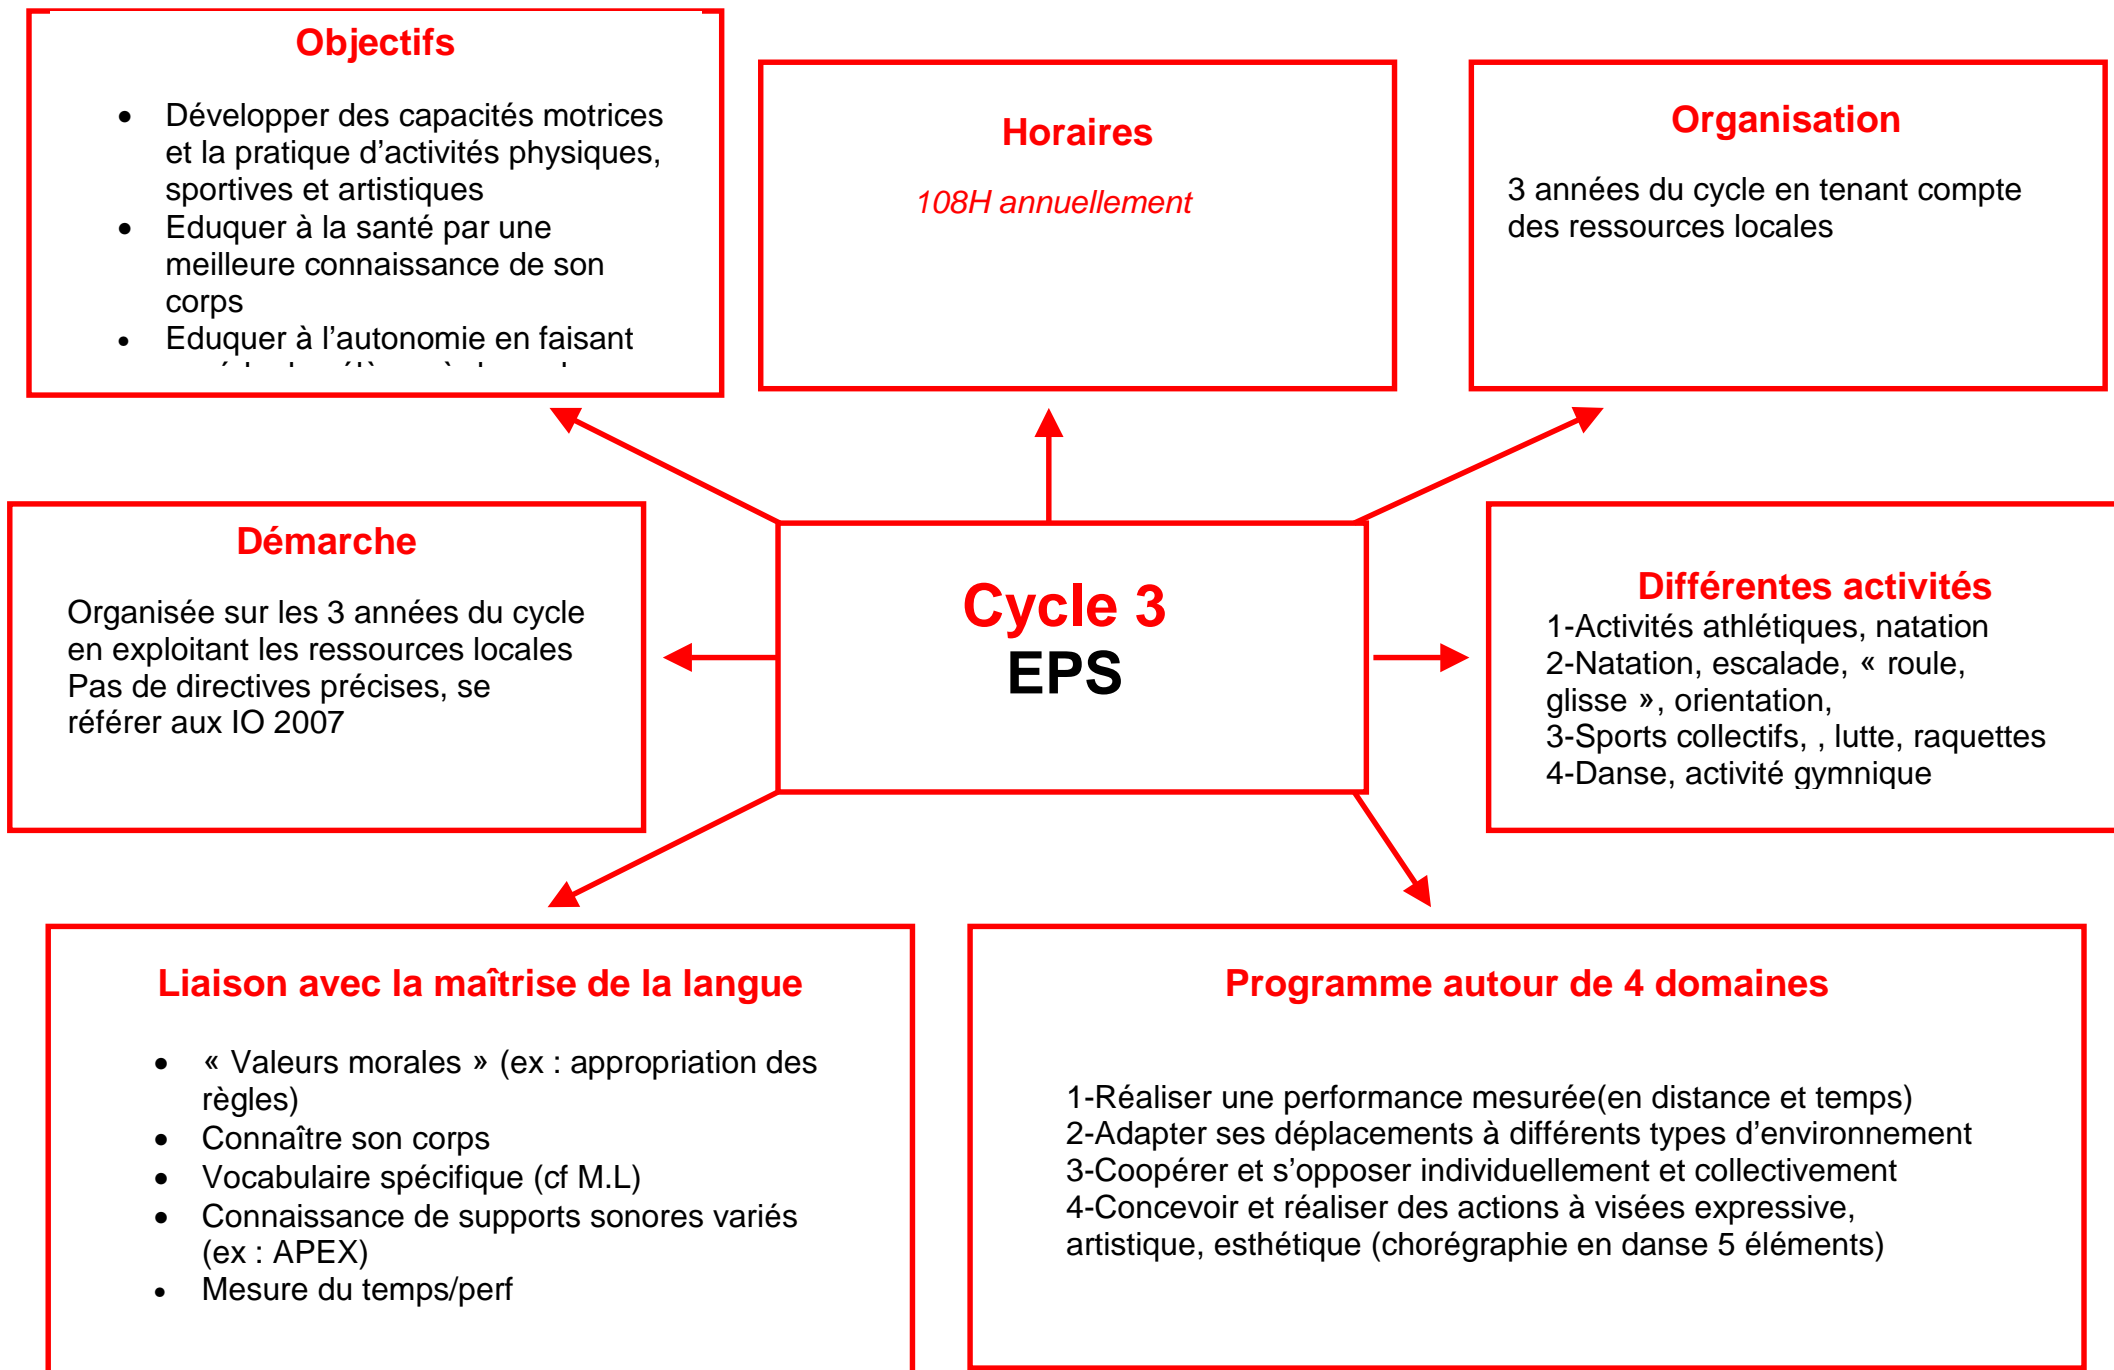 Objectifs
• Développer des capacités motrices
et la pratique d’activités physiques,
sportives et artistiques
• Eduquer à la santé par une
meilleure connaissance de son
corps
• Eduquer à l’autonomie en faisant
Horaires
108H annuellement
Organisation
3 années du cycle en tenant compte
des ressources locales
Démarche
Organisée sur les 3 années du cycle
en exploitant les ressources locales
Pas de directives précises, se
référer aux IO 2007
Cycle 3
EPS
Différentes activités
1-Activités athlétiques, natation
2-Natation, escalade, « roule,
glisse », orientation,
3-Sports collectifs, , lutte, raquettes
4-Danse, activité gymnique
Liaison avec la maîtrise de la langue
• « Valeurs morales » (ex : appropriation des
règles)
• Connaître son corps
• Vocabulaire spécifique (cf M.L)
• Connaissance de supports sonores variés
(ex : APEX)
• Mesure du temps/perf
Programme autour de 4 domaines
1-Réaliser une performance mesurée(en distance et temps)
2-Adapter ses déplacements à différents types d’environnement
3-Coopérer et s’opposer individuellement et collectivement
4-Concevoir et réaliser des actions à visées expressive,
artistique, esthétique (chorégraphie en danse 5 éléments)